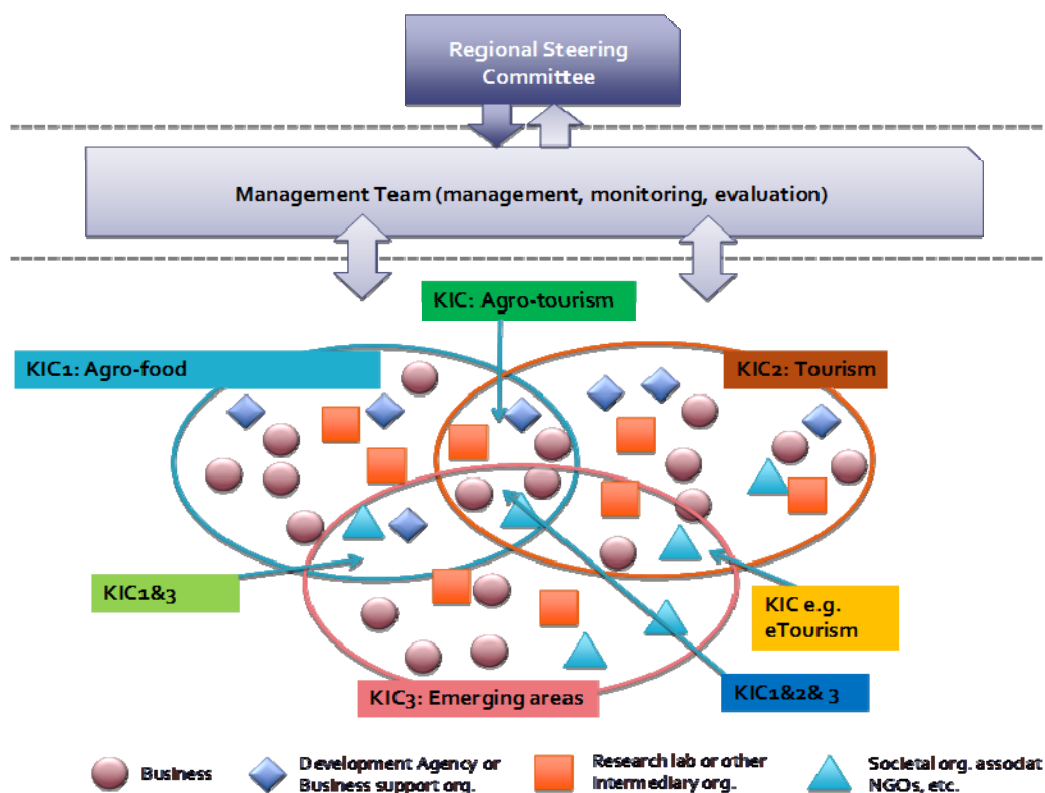 Regional Steering
Committee
Management Team (management, monitoring, evaluation)
KIC: Agro-tourism
KIC1: Agro-food
KIC2: Tourism
KIC1&3
KIC e.g.
eTourism
KIC3: Emerging areas
KIC1&2& 3
Business
Development Agency or
Business support org.
Research lab or other
intermediary org.
Societal org. associat
NGOs, etc.